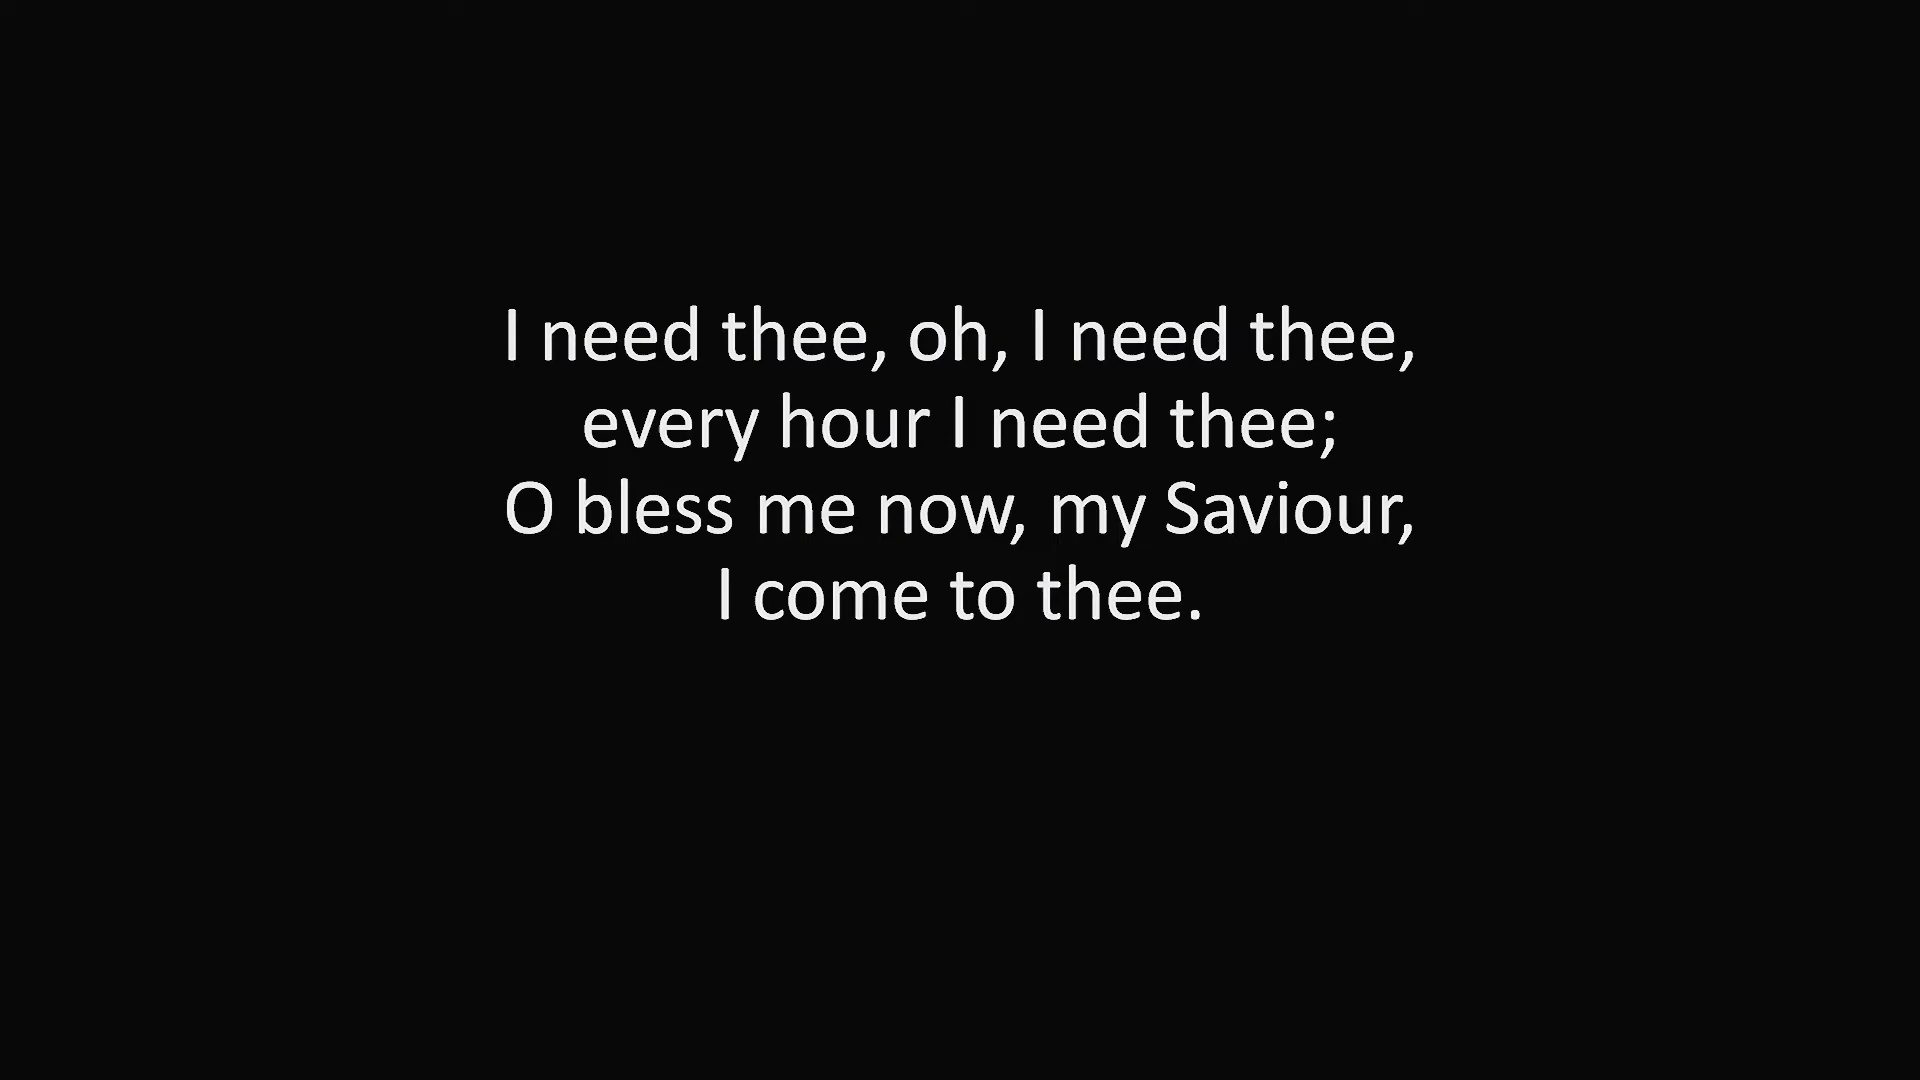 I need thee, oh, I need thee,
every hour I need thee;
O bless me now, my Saviour,
I come to thee.